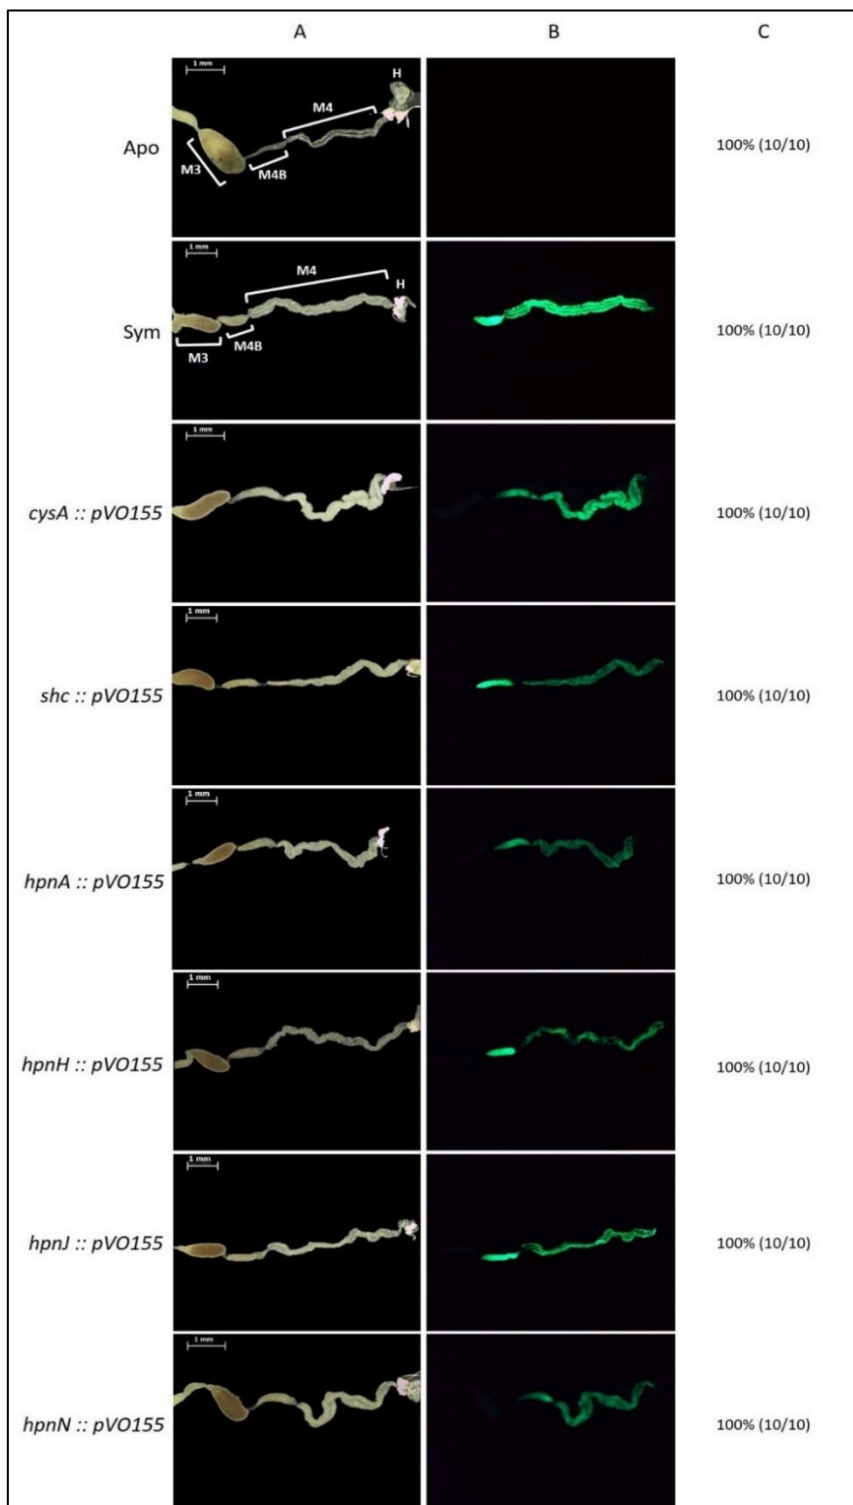 A B C
1 mm
H
M4
Apo
M3
M4B
100% (10/10)
1 mm
M4
H
Sym
M3
M4B
100% (10/10)
1 mm
cysA :: pVO155
100% (10/10)
1 mm
shc :: pVO155
100% (10/10)
1 mm
hpnA :: pVO155
100% (10/10)
1 mm
hpnH :: pVO155
100% (10/10)
1 mm
hpnJ :: pVO155
100% (10/10)
1 mm
hpnN :: pVO155
100% (10/10)